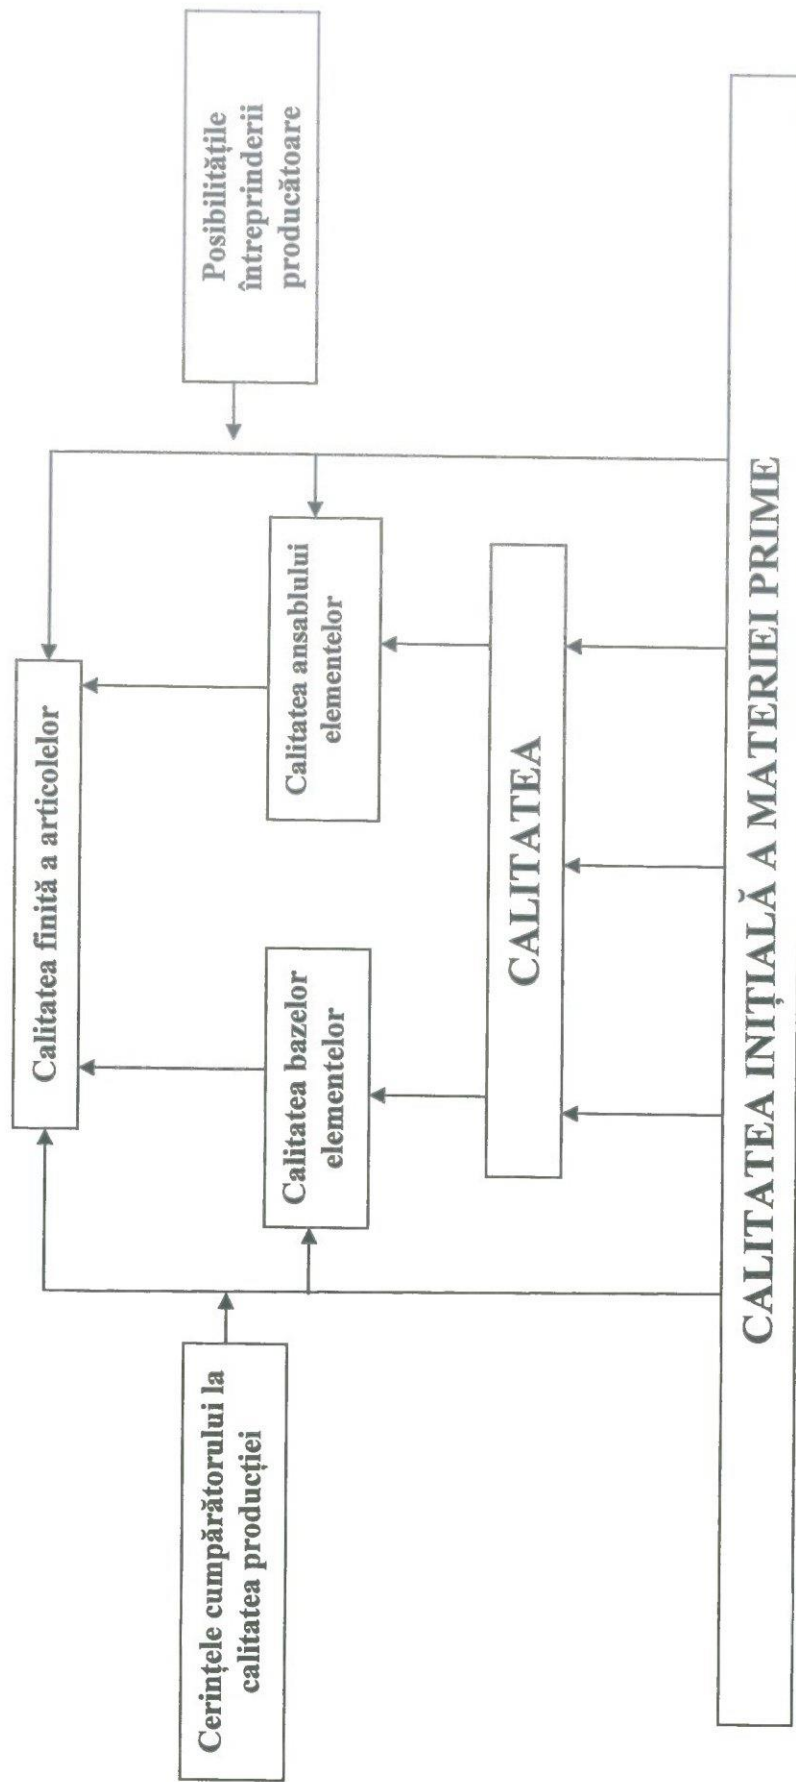 Calitatea finită a articolelor
Cerințele cumpărătorului la
calitatea producției
Posibilitățile
întreprinderii
producătoare
Calitatea bazelor
elementelor
Calitatea ansablului
elementelor
CALITATEA
CALITATEA INIȚIALĂ A MATERIEI PRIME